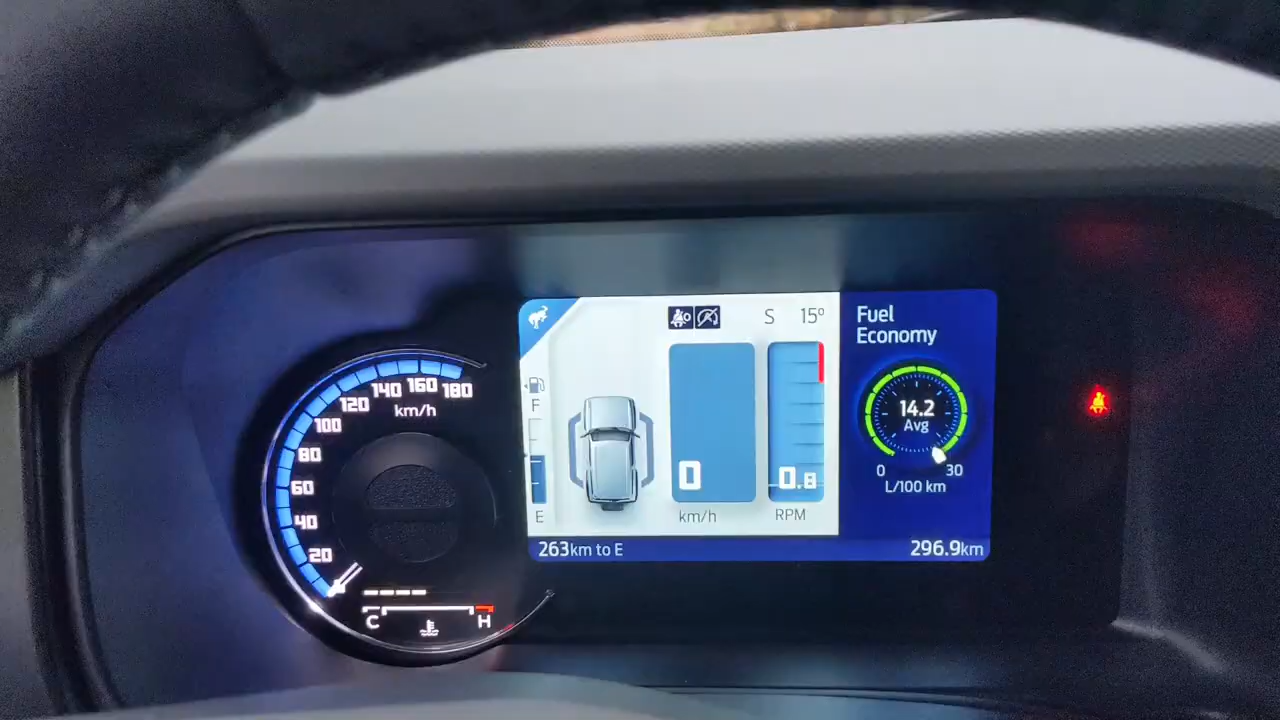 180
160
140
120
100
80
60
40
20
km/h
C
H
F
E
S 15°
0
km/h
0.8
RPM
Fuel
Economy
14.2
Avg
0 30
L/100 km
263km to E
296.9km